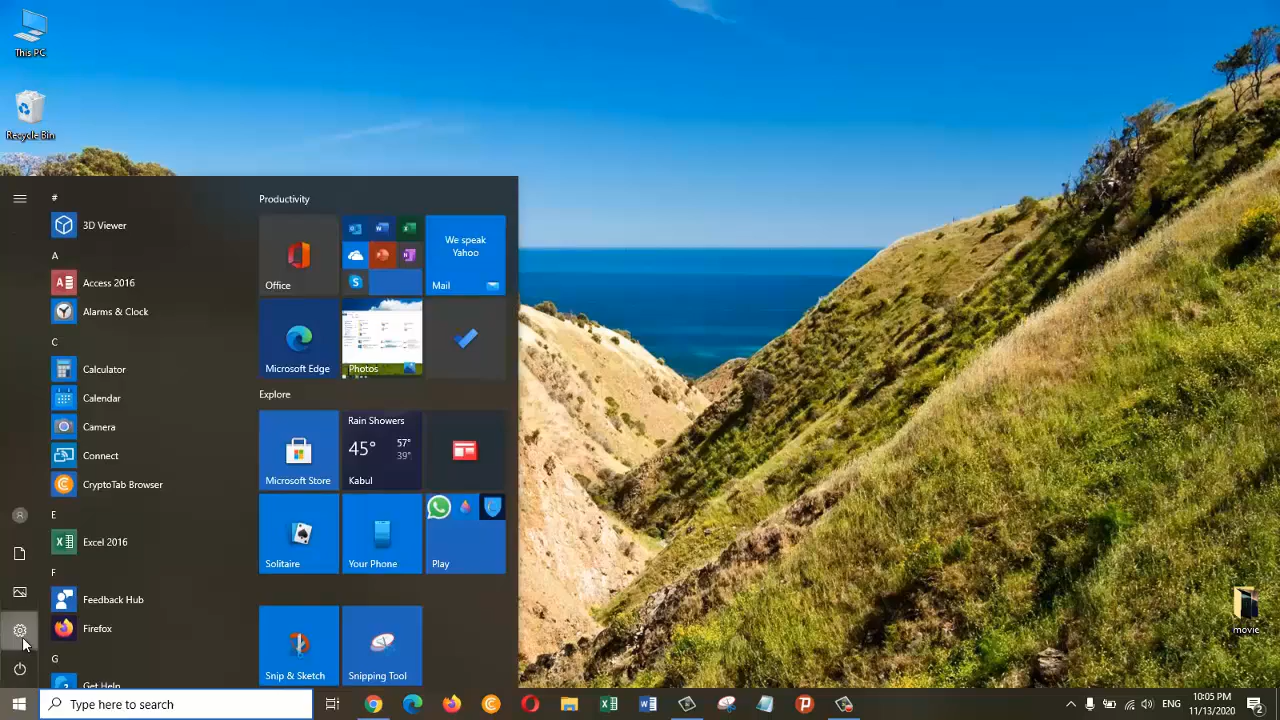 This PC
Recycle Bin
#
3D Viewer
A
Access 2016
Alarms & Clock
C
Calculator
Calendar
Camera
Connect
CryptoTab Browser
E
Excel 2016
F
Feedback Hub
Firefox
G
Get Help
Productivity
Office
We speak
Yahoo
Mail
Microsoft Edge
Photos
Explore
Microsoft Store
Rain Showers
45° 57°
39°
Kabul
Solitaire
Your Phone
Play
Snip & Sketch
Snipping Tool
movie
Type here to search
ENG
10:05 PM
11/13/2020
2